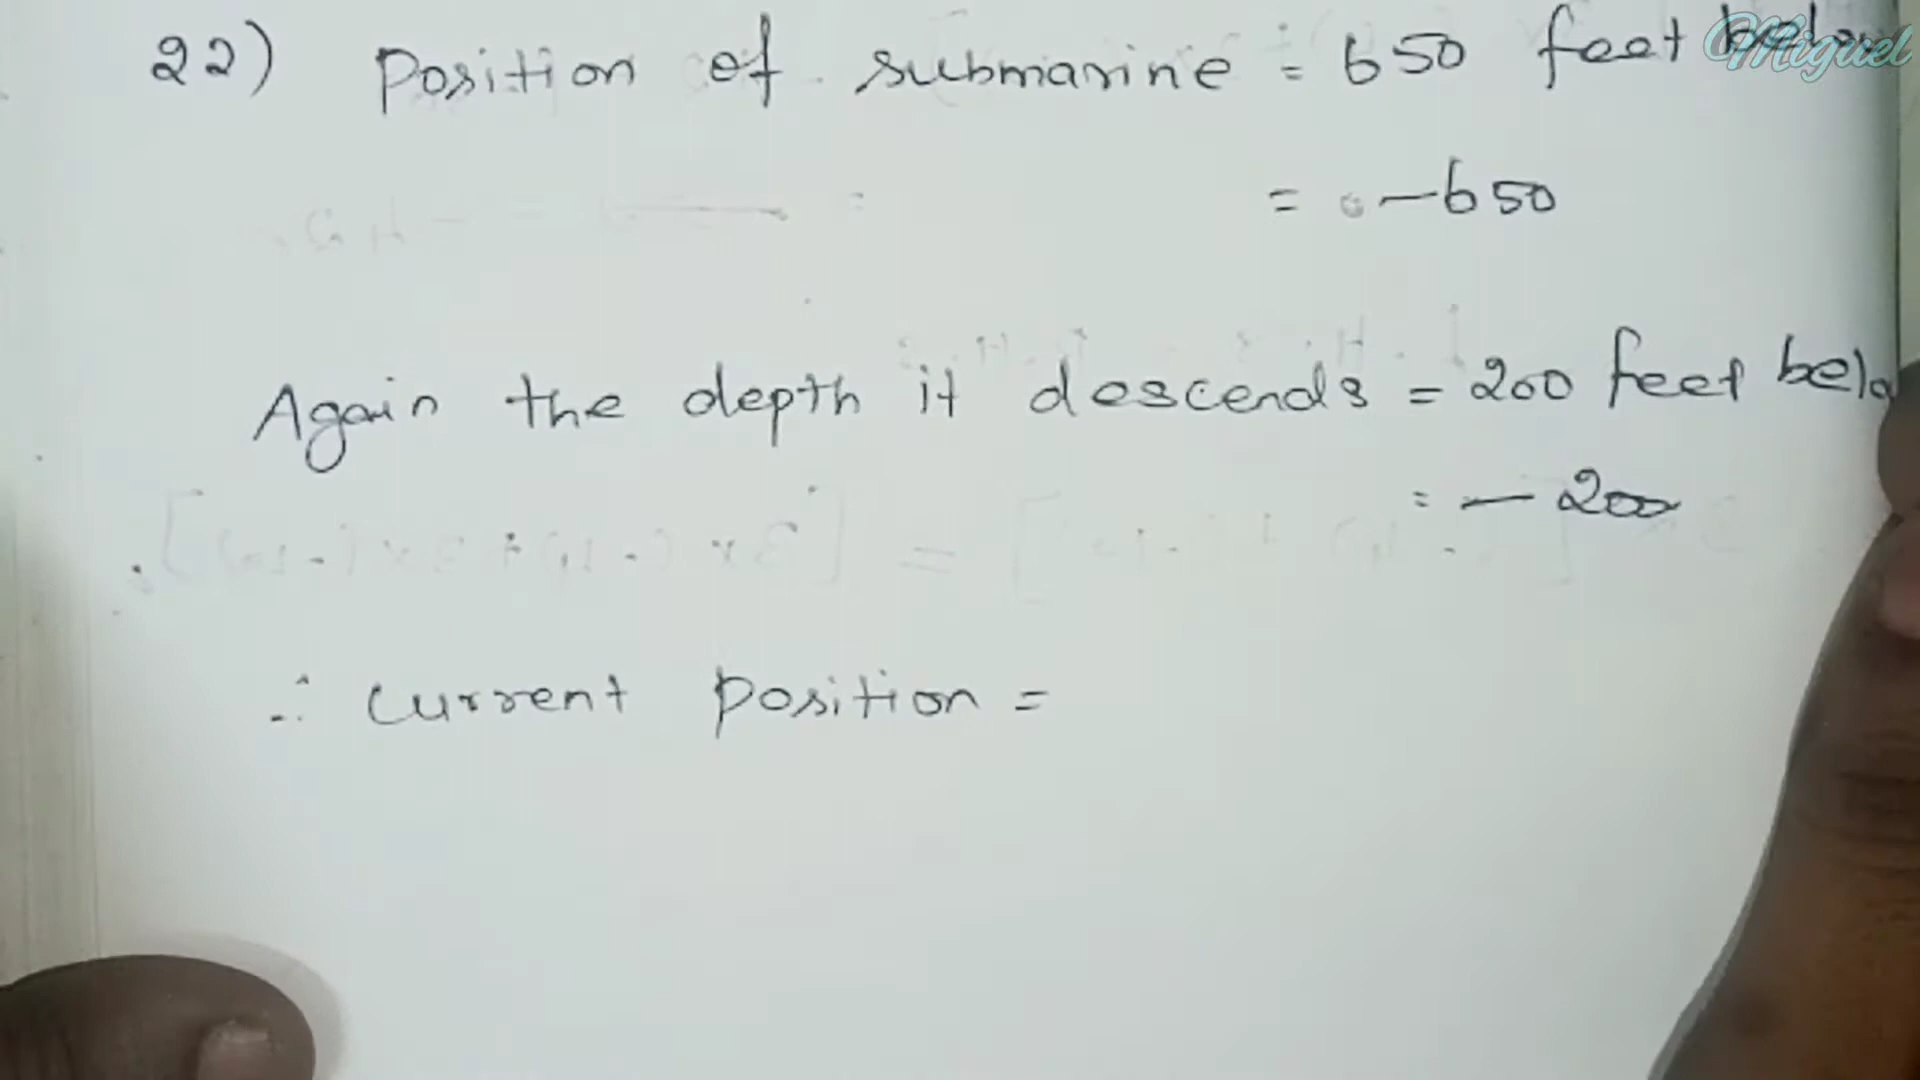 22) Position of submarine = 650 feet below
= -650
Again the depth it descends = 200 feet belo
= - 200
∴ Current position =
Miguel